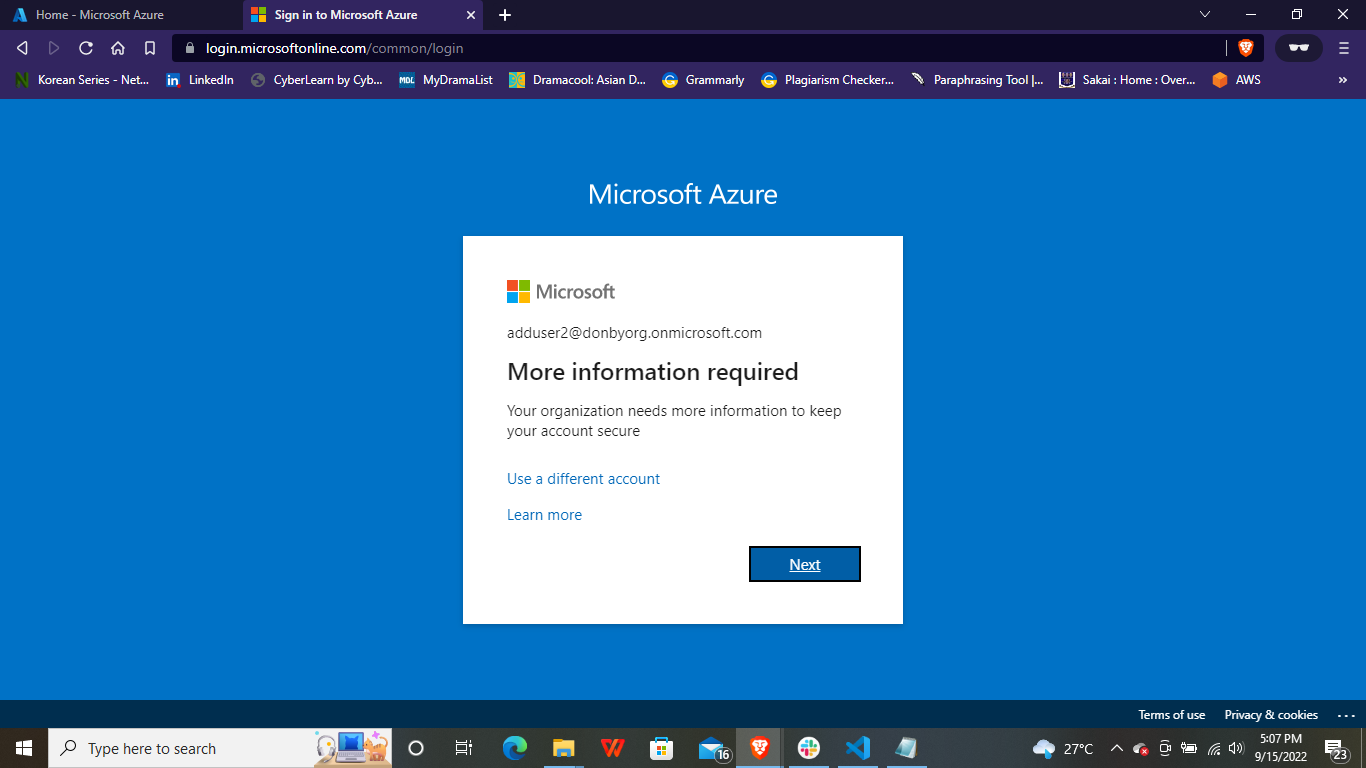 Home - Microsoft Azure
Sign in to Microsoft Azure
login.microsoftonline.com/common/login
Korean Series - Net...
LinkedIn
CyberLearn by Cyb...
MDL
MyDramaList
Dramacool: Asian D...
Grammarly
Plagiarism Checker...
Paraphrasing Tool |...
Sakai : Home : Over...
AWS
»
Microsoft Azure
Microsoft
adduser2@donbyorg.onmicrosoft.com
More information required
Your organization needs more information to keep
your account secure
Use a different account
Learn more
Next
Terms of use
Privacy & cookies
...
Type here to search
16
27°C
5:07 PM
9/15/2022
23